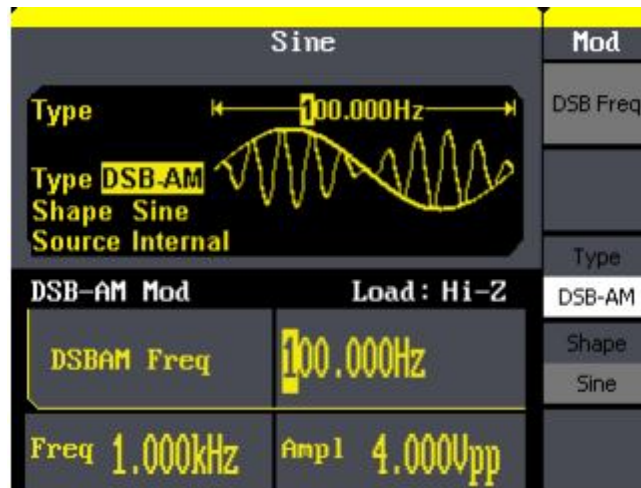 Sine
Mod
Type
100.000Hz
DSB Freq
Type DSB-AM
Shape Sine
Source Internal
Type
DSB-AM
DSB-AM Mod
Load: Hi-Z
Shape
Sine
DSBAM Freq
100.000Hz
Freq 1.000kHz
Ampl 4.000Vpp